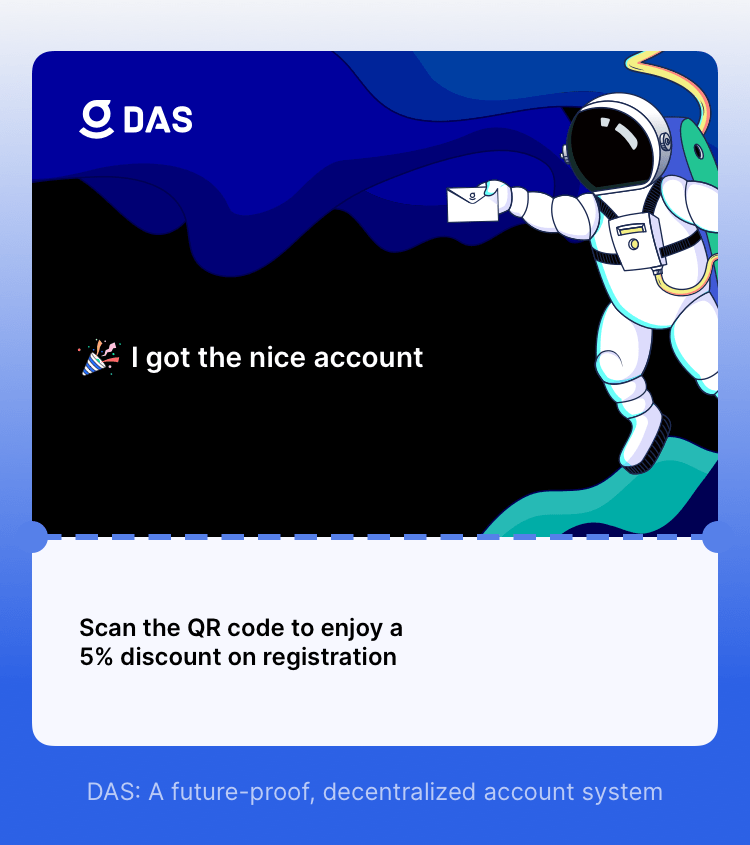 DAS
I got the nice account
Scan the QR code to enjoy a
5% discount on registration
DAS: A future-proof, decentralized account system